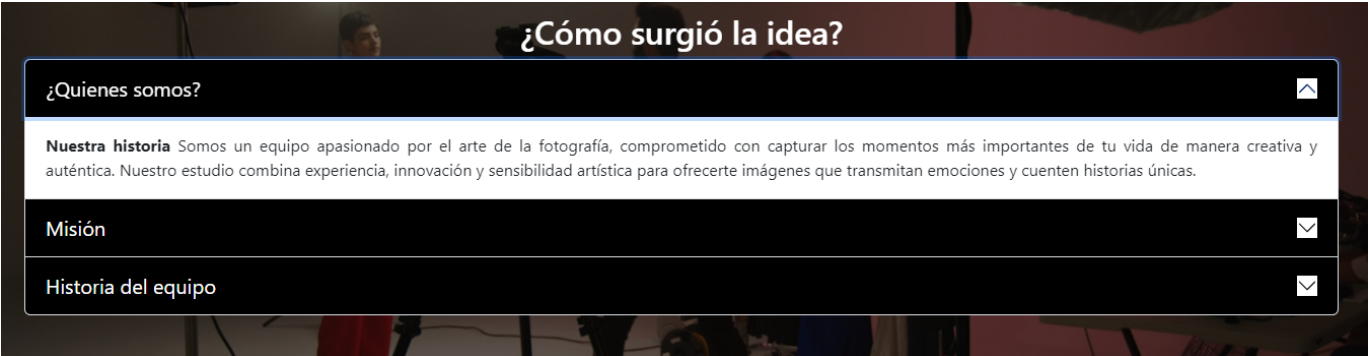 ¿Cómo surgió la idea?
¿Quienes somos?
Nuestra historia Somos un equipo apasionado por el arte de la fotografía, comprometido con capturar los momentos más importantes de tu vida de manera creativa y
auténtica. Nuestro estudio combina experiencia, innovación y sensibilidad artística para ofrecerte imágenes que transmitan emociones y cuenten historias únicas.
Misión
Historia del equipo